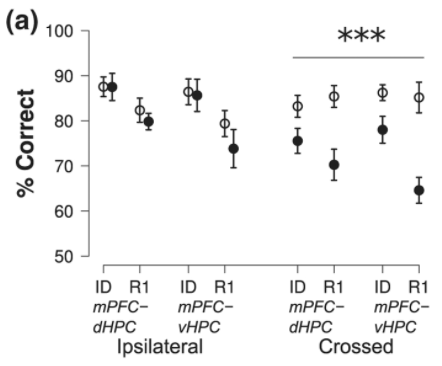 (a)
100
***
90
80
70
60
50
% Correct
ID R1 ID R1 ID R1 ID R1
mPFC– mPFC– mPFC– mPFC–
dHPC vHPC dHPC vHPC
Ipsilateral Crossed